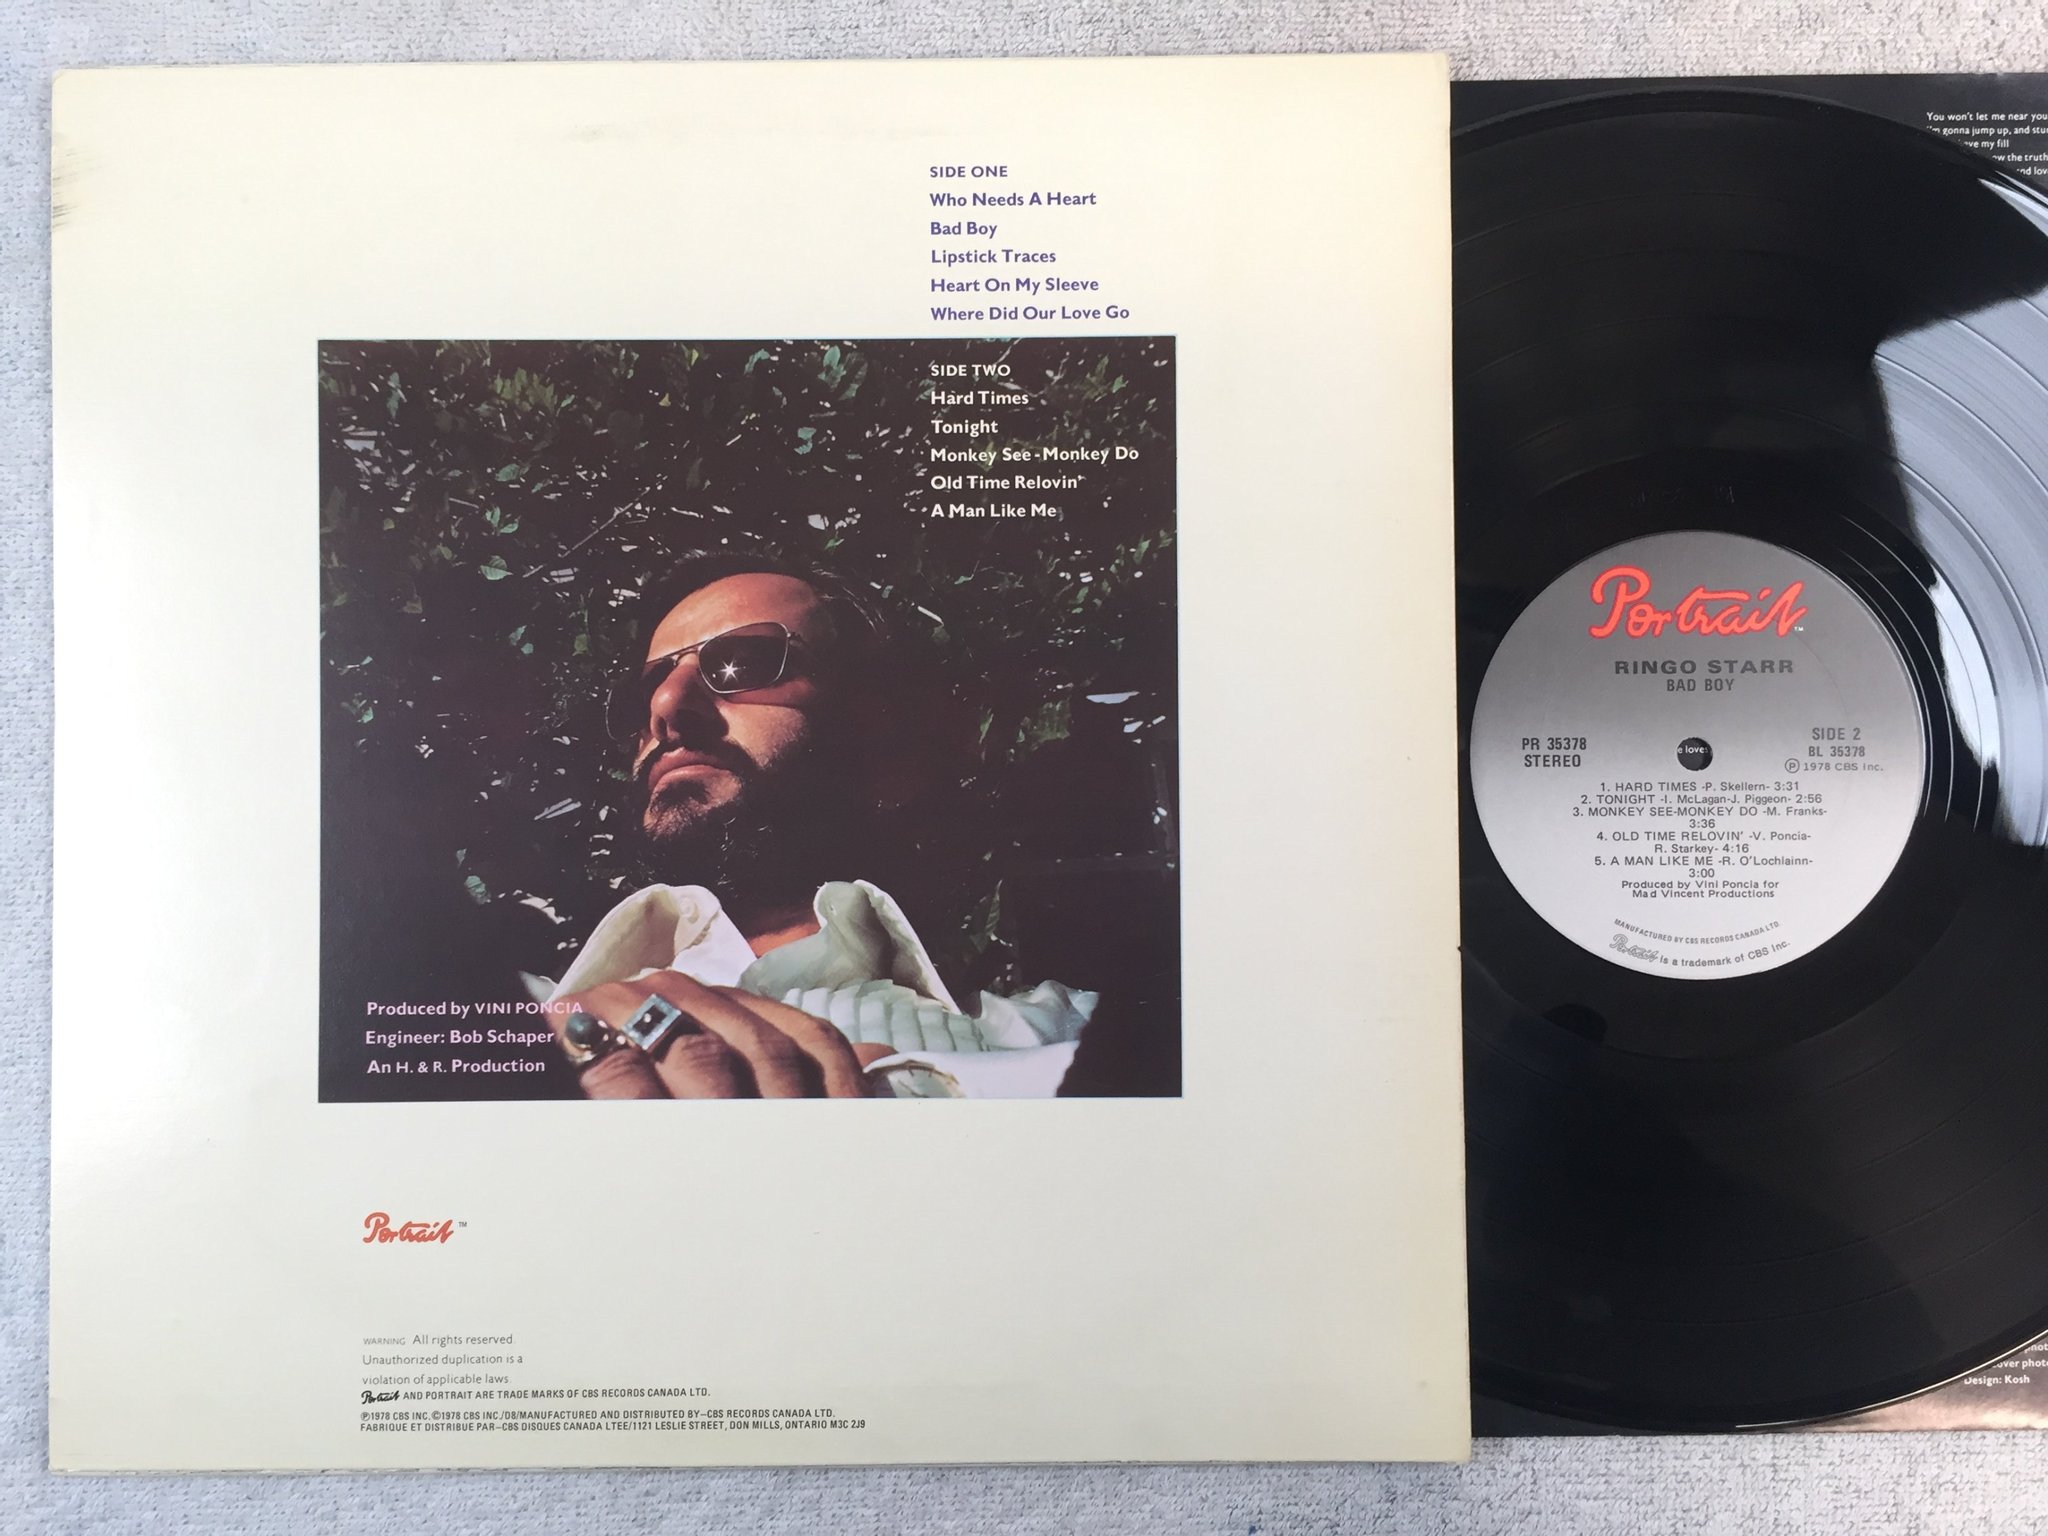 SIDE ONE
Who Needs A Heart
Bad Boy
Lipstick Traces
Heart On My Sleeve
Where Did Our Love Go
SIDE TWO
Hard Times
Tonight
Monkey See-Monkey Do
Old Time Relovin'
A Man Like Me
Produced by VINI PONCIA
Engineer: Bob Schaper
An H. & R. Production
Portrait TM
WARNING All rights reserved.
Unauthorized duplication is a
violation of applicable laws.
Portrait AND PORTRAIT ARE TRADE MARKS OF CBS RECORDS CANADA LTD.
Ⓟ1978 CBS INC.©1978 CBS INC./D8/MANUFACTURED AND DISTRIBUTED BY–CBS RECORDS CANADA LTD.
FABRIQUE ET DISTRIBUE PAR–CBS DISQUES CANADA LTEE/1121 LESLIE STREET, DON MILLS, ONTARIO M3C 2J9
You won't let me near you
I'm gonna jump up, and
my fill
the truth
Portrait TM
RINGO STARR
BAD BOY
PR 35378
STEREO
SIDE 2
BL 35378
Ⓟ 1978 CBS Inc.
1. HARD TIMES -P. Skellern- 3:31
2. TONIGHT -I. McLagan-J. Piggeon- 2:56
3. MONKEY SEE-MONKEY DO -M. Franks-
3:36
4. OLD TIME RELOVIN' -V. Poncia-
R. Starkey- 4:16
5. A MAN LIKE ME -R. O'Lochlainn-
3:00
Produced by Vini Poncia for
Mad Vincent Productions
MANUFACTURED BY CBS RECORDS CANADA LTD.
Portrait is a trademark of CBS Inc.
Design: Kosh